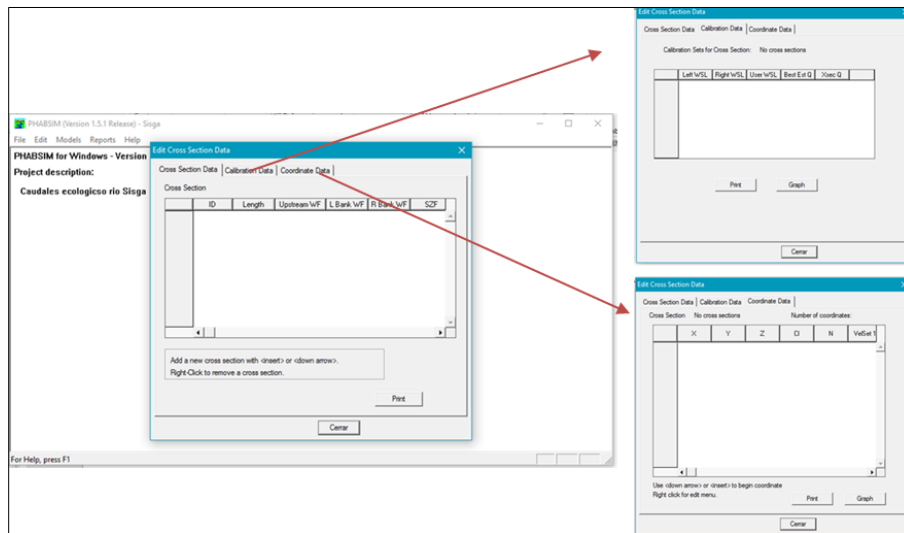 PHABSIM (Version 1.5.1 Release) - Sisga
File Edit Models Reports Help
PHABSIM for Windows - Version
Project description:
Caudales ecologicso rio Sisga
For Help, press F1
Edit Cross Section Data
Cross Section Data Calibration Data Coordinate Data
Cross Section
ID Length Upstream WF L Bank WF R Bank WF SZF
Add a new cross section with <insert> or <down arrow>.
Right-Click to remove a cross section.
Print
Cerrar
Edit Cross Section Data
Cross Section Data Calibration Data Coordinate Data
Calibration Sets for Cross Section: No cross sections
Left WSL Right WSL User WSL Best Est Q Xsec Q
Print Graph
Cerrar
Edit Cross Section Data
Cross Section Data Calibration Data Coordinate Data
Cross Section No cross sections Number of coordinates:
X Y Z CI N VelSet 1
Use <down arrow> or <insert> to begin coordinate
Right click for edit menu.
Print Graph
Cerrar